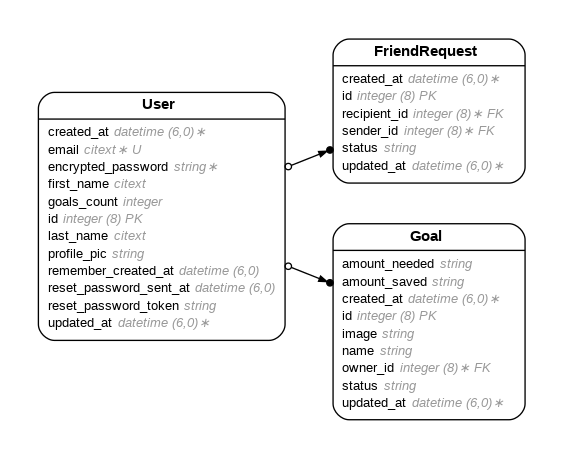 User
created_at datetime (6,0)∗
email citext∗ U
encrypted_password string∗
first_name citext
goals_count integer
id integer (8) PK
last_name citext
profile_pic string
remember_created_at datetime (6,0)
reset_password_sent_at datetime (6,0)
reset_password_token string
updated_at datetime (6,0)∗
FriendRequest
created_at datetime (6,0)∗
id integer (8) PK
recipient_id integer (8)∗ FK
sender_id integer (8)∗ FK
status string
updated_at datetime (6,0)∗
Goal
amount_needed string
amount_saved string
created_at datetime (6,0)∗
id integer (8) PK
image string
name string
owner_id integer (8)∗ FK
status string
updated_at datetime (6,0)∗